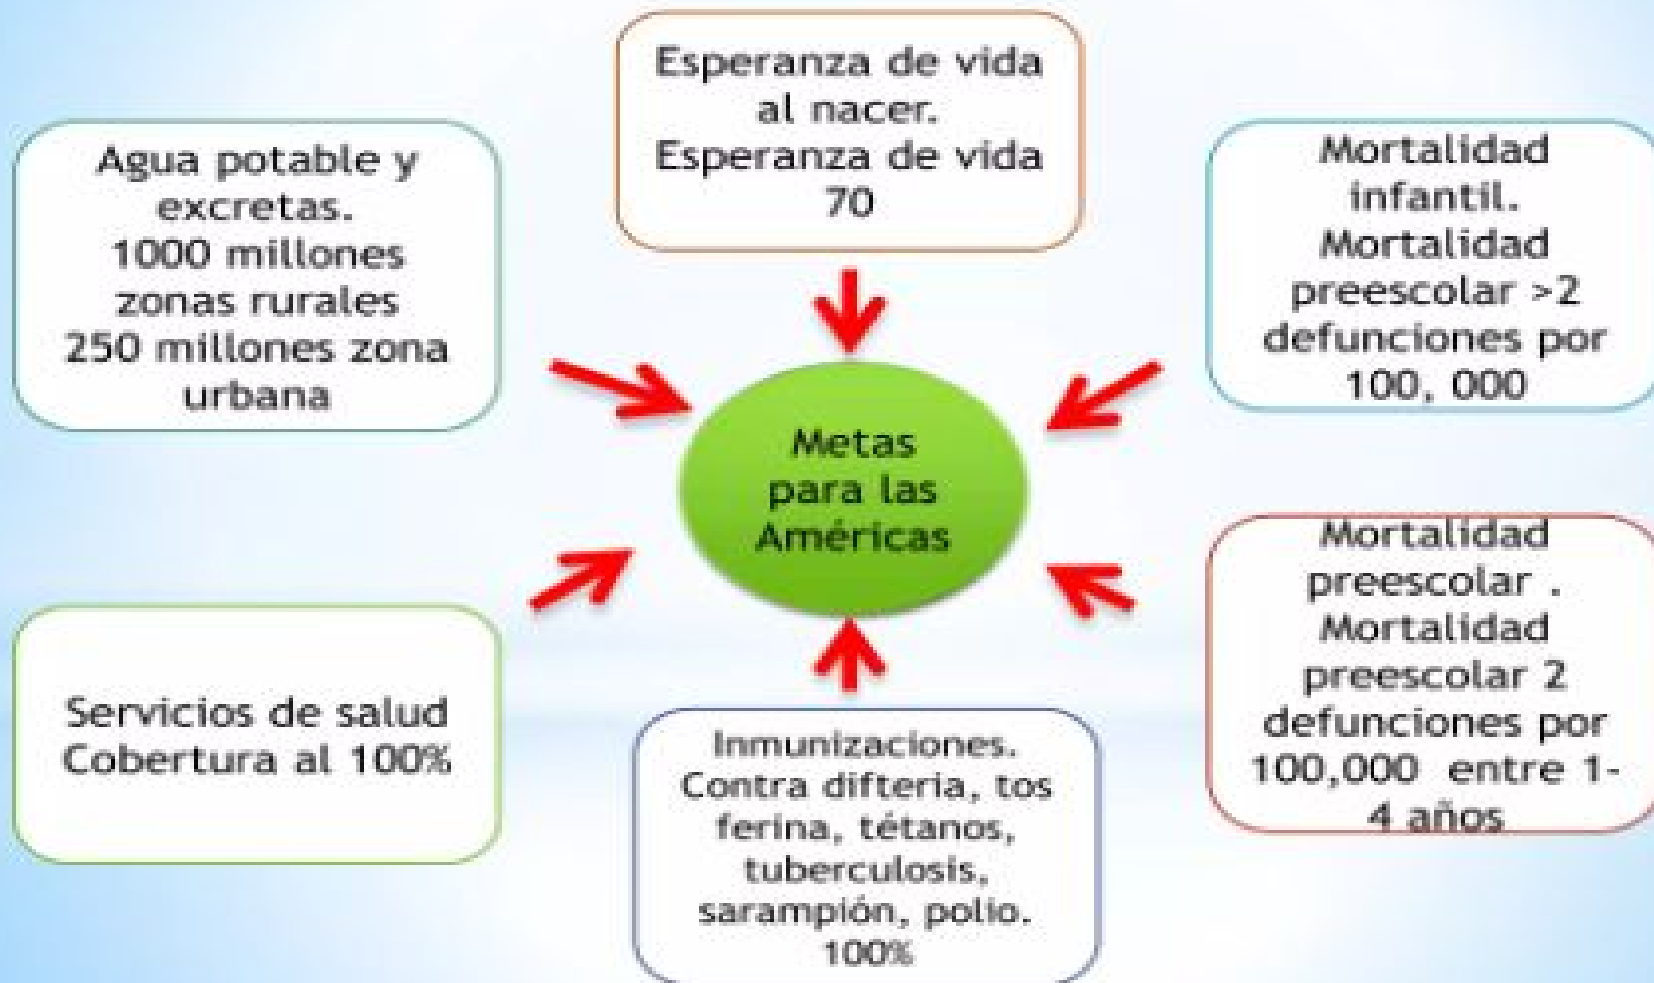 Esperanza de vida
al nacer.
Esperanza de vida
70
Agua potable y
excretas.
1000 millones
zonas rurales
250 millones zona
urbana
Mortalidad
infantil.
Mortalidad
preescolar >2
defunciones por
100, 000
Metas
para las
Américas
Servicios de salud
Cobertura al 100%
Inmunizaciones.
Contra difteria, tos
ferina, tétanos,
tuberculosis,
sarampión, polio.
100%
Mortalidad
preescolar .
Mortalidad
preescolar 2
defunciones por
100,000 entre 1-
4 años